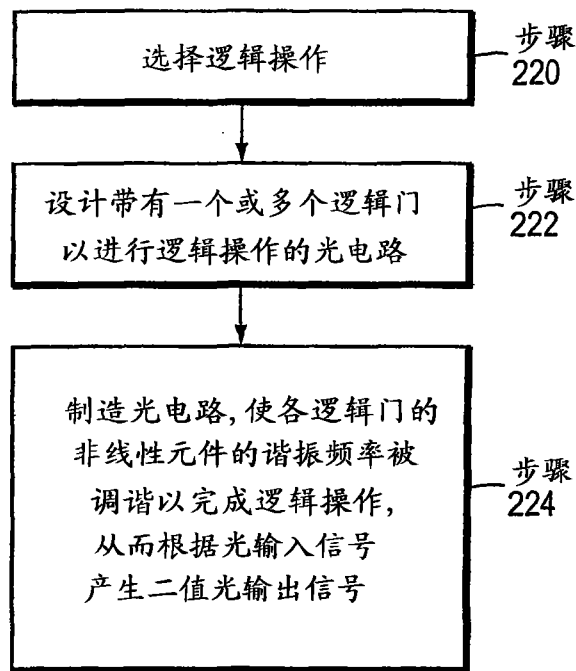 选择逻辑操作
步骤
220
设计带有一个或多个逻辑门
以进行逻辑操作的光电路
步骤
222
制造光电路,使各逻辑门的
非线性元件的谐振频率被
调谐以完成逻辑操作,
从而根据光输入信号
产生二值光输出信号
步骤
224